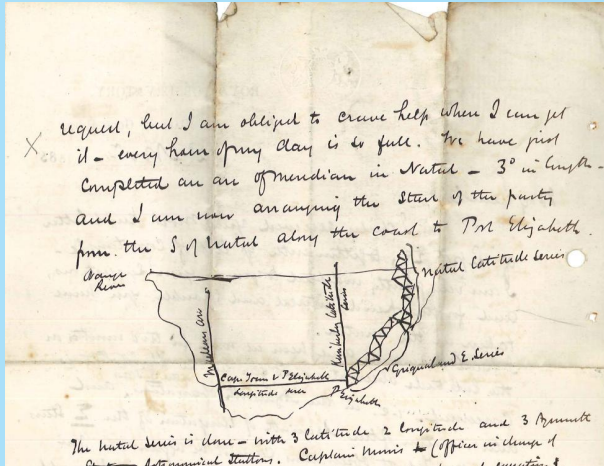 X request, but I am obliged to crave help when I can get
it – every hour of my day is so full. We have just
completed an arc of meridian in Natal – 3° in length –
and I am now arranging the start of the party
from the S of Natal along the coast to Port Elizabeth.
Orange
River
Natal Latitude Series
Maclears Arc
Kimberley Latitude
Series
Cape Town & P Elizabeth
Longitude Series
Griqualand E. Series
P. Elizabeth
The Natal Series is done – with 3 Latitude 2 Longitude and 3 Azimuth
Astronomical Stations. Captain Morris (Officer in charge of